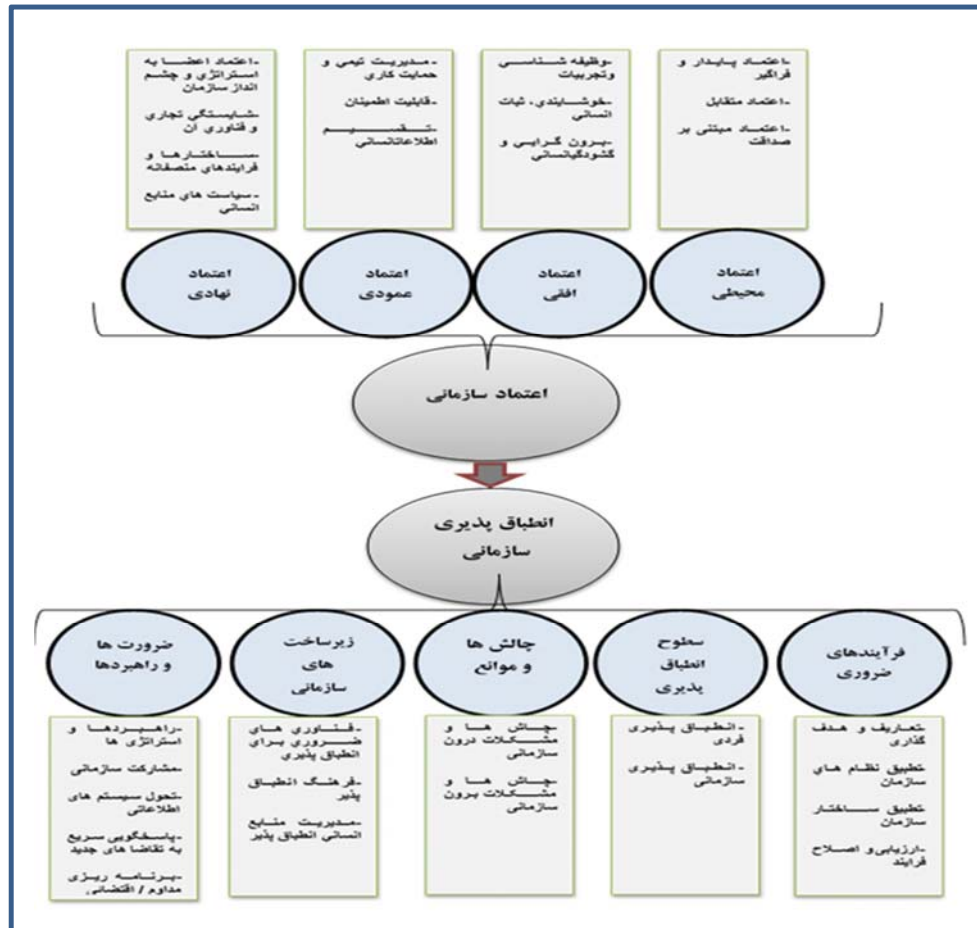 -اعتماد پایدار و
فراگیر
-اعتماد متقابل
-اعتماد مبتنی بر
صداقت
-وظیفه شناسی
وتجربیات
-خوشایندی، ثبات
انسانی
-برون گرایی و
گشودگیانسانی
-مدیریت تیمی و
حمایت کاری
-قابلیت اطمینان
-تقسیم
اطلاعاتانسانی
-اعتماد اعضا به
استراتژی و چشم
انداز سازمان
-شایستگی تجاری
و فناوری آن
-ساختارها و
فرایندهای منصفانه
-سیاست های منابع
انسانی
اعتماد
محیطی
اعتماد
افقی
اعتماد
عمودی
اعتماد
نهادی
اعتماد سازمانی
انطباق پذیری
سازمانی
فرآیندهای
ضروری
سطوح
انطباق
پذیری
چالش ها
و موانع
زیرساخت
های
سازمانی
ضرورت ها
و راهبردها
-تعاریف و هدف
گذاری
-تطبیق نظام های
سازمان
-تطبیق ساختار
سازمان
-ارزیابی و اصلاح
فرایند
-انطباق پذیری
فردی
-انطباق پذیری
سازمانی
-چاش ها و
مشکلات درون
سازمانی
-چاش ها و
مشکلات برون
سازمانی
-فناوری های
ضروری برای
انطباق پذیری
-فرهنگ انطباق
پذیر
-مدیریت منابع
انسانی انطباق پذیر
-راهبردها و
استراتژی ها
-مشارکت سازمانی
-تحول سیستم های
اطلاعاتی
-پاسخگویی سریع
به تقاضا های جدید
-برنامه ریزی
مداوم / اقتضائی